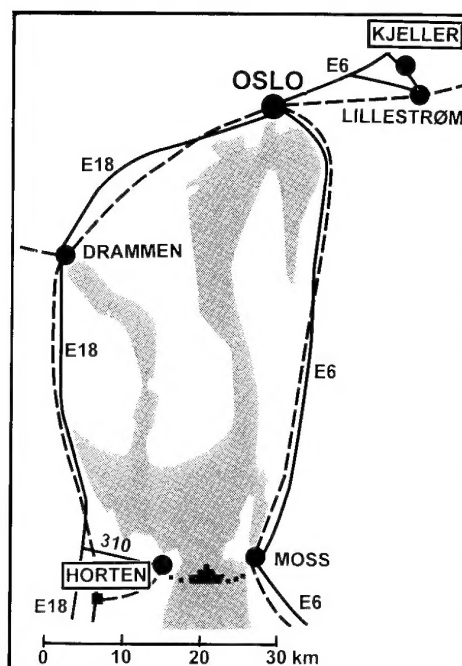 KJELLER
E6
OSLO
LILLESTRØM
E18
DRAMMEN
E18
E6
310
HORTEN
MOSS
E18
E6
0 10 20 30 km